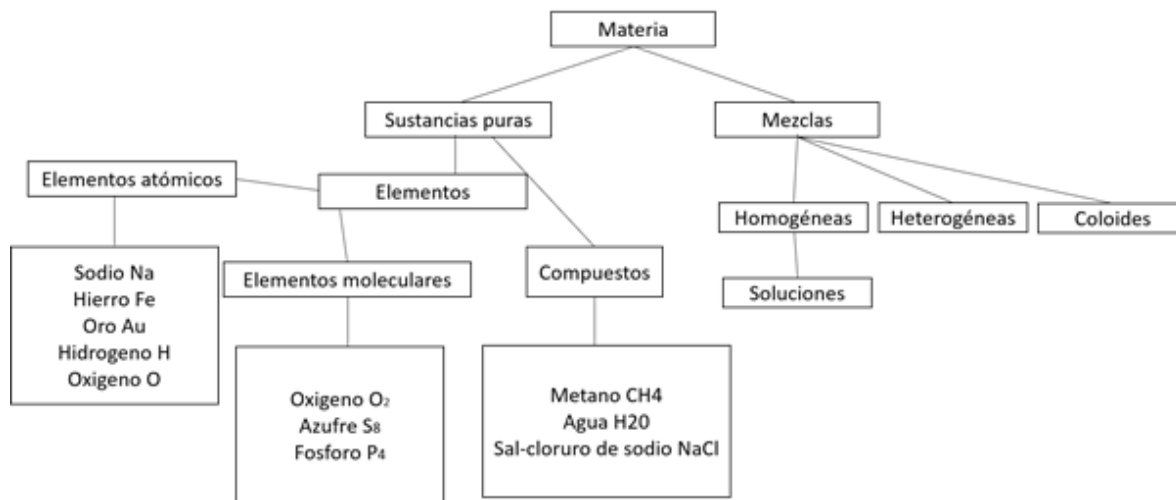 Materia
Sustancias puras
Mezclas
Elementos atómicos
Elementos
Homogéneas
Heterogéneas
Coloides
Sodio Na
Hierro Fe
Oro Au
Hidrogeno H
Oxigeno O
Elementos moleculares
Compuestos
Soluciones
Oxigeno O₂
Azufre S₈
Fosforo P₄
Metano CH4
Agua H20
Sal-cloruro de sodio NaCl